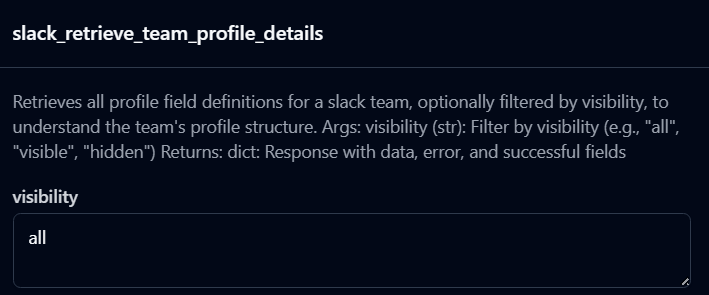 slack_retrieve_team_profile_details
Retrieves all profile field definitions for a slack team, optionally filtered by visibility, to
understand the team's profile structure. Args: visibility (str): Filter by visibility (e.g., "all",
"visible", "hidden") Returns: dict: Response with data, error, and successful fields
visibility
all